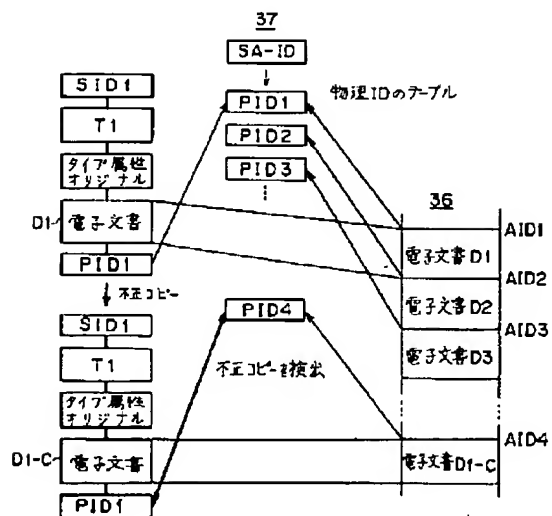 37
SA-ID
SID1
PID1
物理IDのテーブル
T1
PID2
タイプ属性
オリジナル
PID3
36
D1
電子文書
AID1
PID1
電子文書D1
AID2
不正コピー
電子文書D2
SID1
PID4
AID3
T1
不正コピーを検出
電子文書D3
タイプ属性
オリジナル
AID4
D1-C
電子文書
電子文書D1-C
PID1